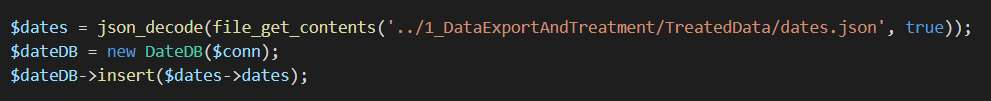 $dates = json_decode(file_get_contents('../1_DataExportAndTreatment/TreatedData/dates.json', true));
$dateDB = new DateDB($conn);
$dateDB->insert($dates->dates);